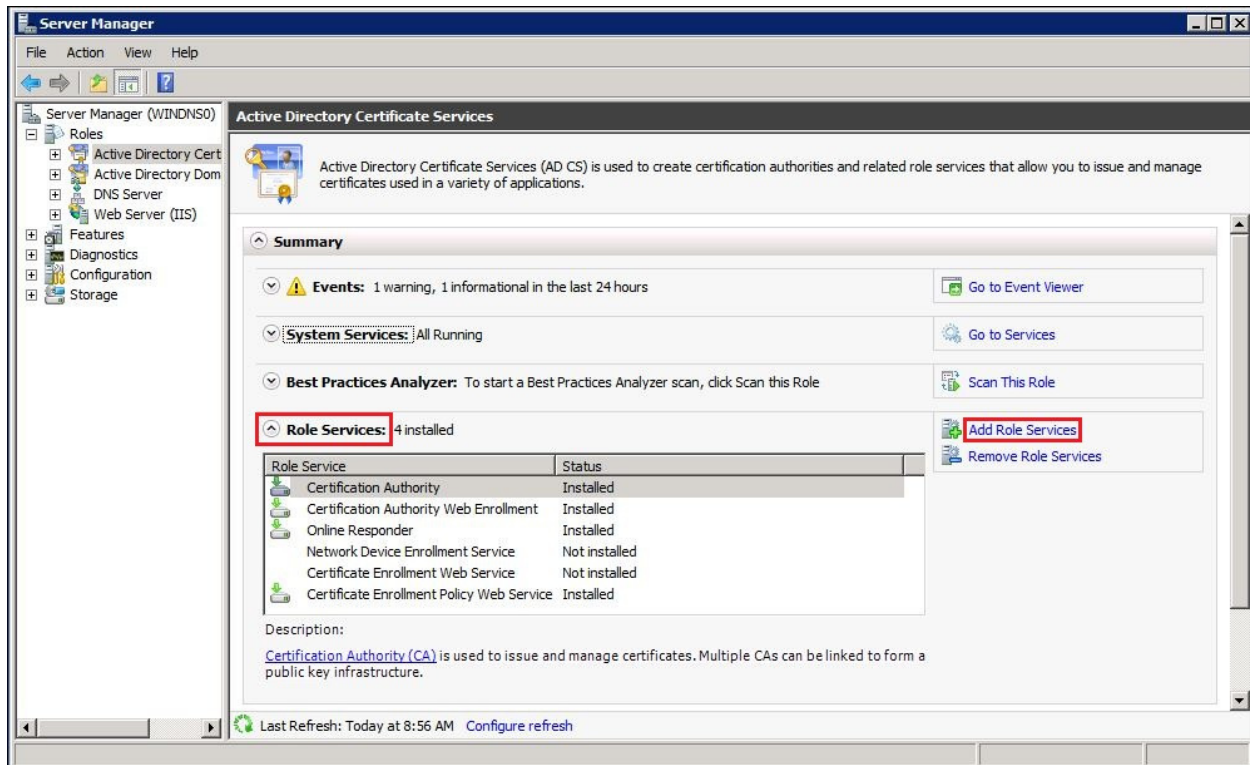 Server Manager
File Action View Help
Server Manager (WINDNS0)
Roles
Active Directory Cert
Active Directory Dom
DNS Server
Web Server (IIS)
Features
Diagnostics
Configuration
Storage
Active Directory Certificate Services
Active Directory Certificate Services (AD CS) is used to create certification authorities and related role services that allow you to issue and manage
certificates used in a variety of applications.
Summary
Events: 1 warning, 1 informational in the last 24 hours
Go to Event Viewer
System Services: All Running
Go to Services
Best Practices Analyzer: To start a Best Practices Analyzer scan, click Scan this Role
Scan This Role
Role Services: 4 installed
Add Role Services
Remove Role Services
Role Service Status
Certification Authority Installed
Certification Authority Web Enrollment Installed
Online Responder Installed
Network Device Enrollment Service Not installed
Certificate Enrollment Web Service Not installed
Certificate Enrollment Policy Web Service Installed
Description:
Certification Authority (CA) is used to issue and manage certificates. Multiple CAs can be linked to form a
public key infrastructure.
Last Refresh: Today at 8:56 AM Configure refresh